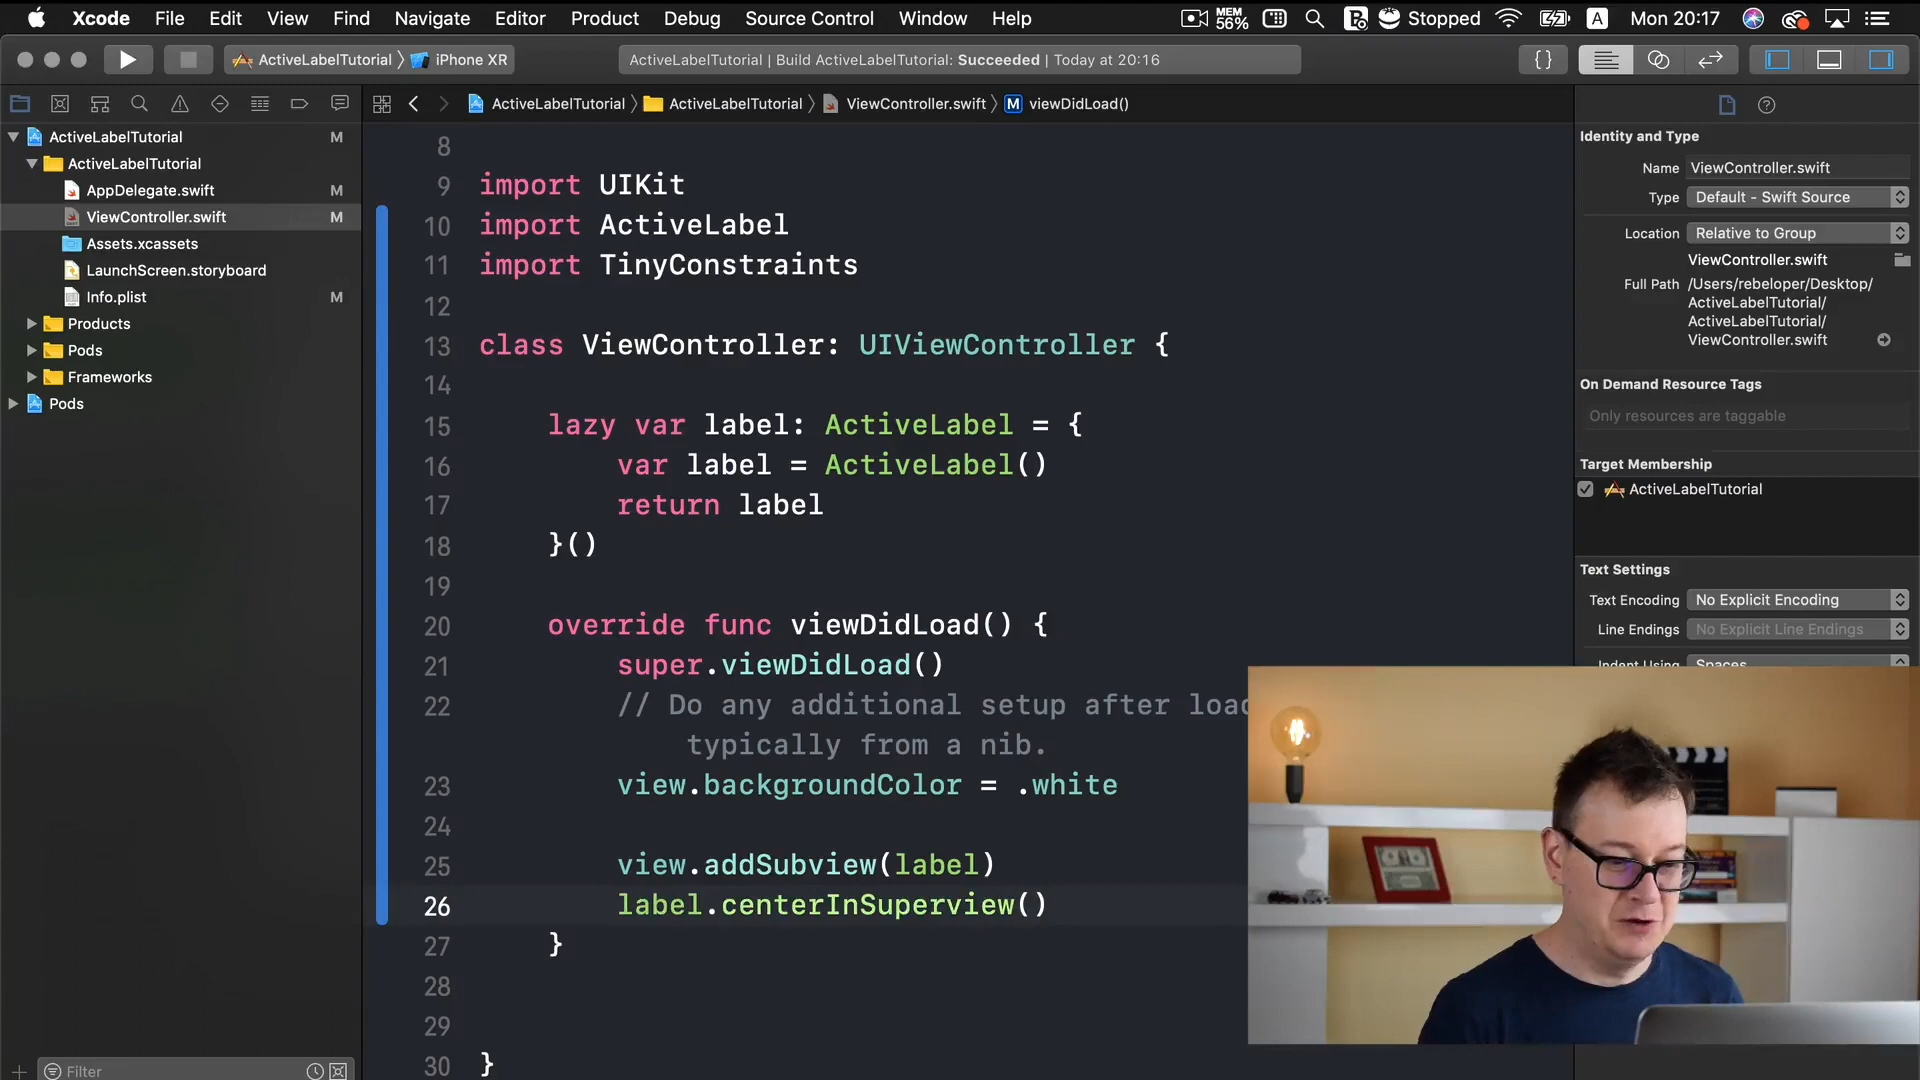 Xcode File Edit View Find Navigate Editor Product Debug Source Control Window Help MEM 56% Stopped A Mon 20:17
ActiveLabelTutorial iPhone XR
ActiveLabelTutorial | Build ActiveLabelTutorial: Succeeded | Today at 20:16
ActiveLabelTutorial ActiveLabelTutorial ViewController.swift M viewDidLoad()
ActiveLabelTutorial M
ActiveLabelTutorial
AppDelegate.swift M
ViewController.swift M
Assets.xcassets
LaunchScreen.storyboard
Info.plist M
Products
Pods
Frameworks
Pods
Filter
8
9 import UIKit
10 import ActiveLabel
11 import TinyConstraints
12
13 class ViewController: UIViewController {
14
15 lazy var label: ActiveLabel = {
16 var label = ActiveLabel()
17 return label
18 }()
19
20 override func viewDidLoad() {
21 super.viewDidLoad()
22 // Do any additional setup after loa
typically from a nib.
23 view.backgroundColor = .white
24
25 view.addSubview(label)
26 label.centerInSuperview()
27 }
28
29
30 }
Identity and Type
Name ViewController.swift
Type Default - Swift Source
Location Relative to Group
ViewController.swift
Full Path /Users/rebeloper/Desktop/
ActiveLabelTutorial/
ActiveLabelTutorial/
ViewController.swift
On Demand Resource Tags
Only resources are taggable
Target Membership
ActiveLabelTutorial
Text Settings
Text Encoding No Explicit Encoding
Line Endings No Explicit Line Endings
Indent Using Spaces